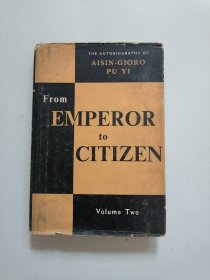 THE AUTOBIOGRAPHY OF
AISIN-GIORO
PU YI
From
EMPEROR
to
CITIZEN
Volume Two